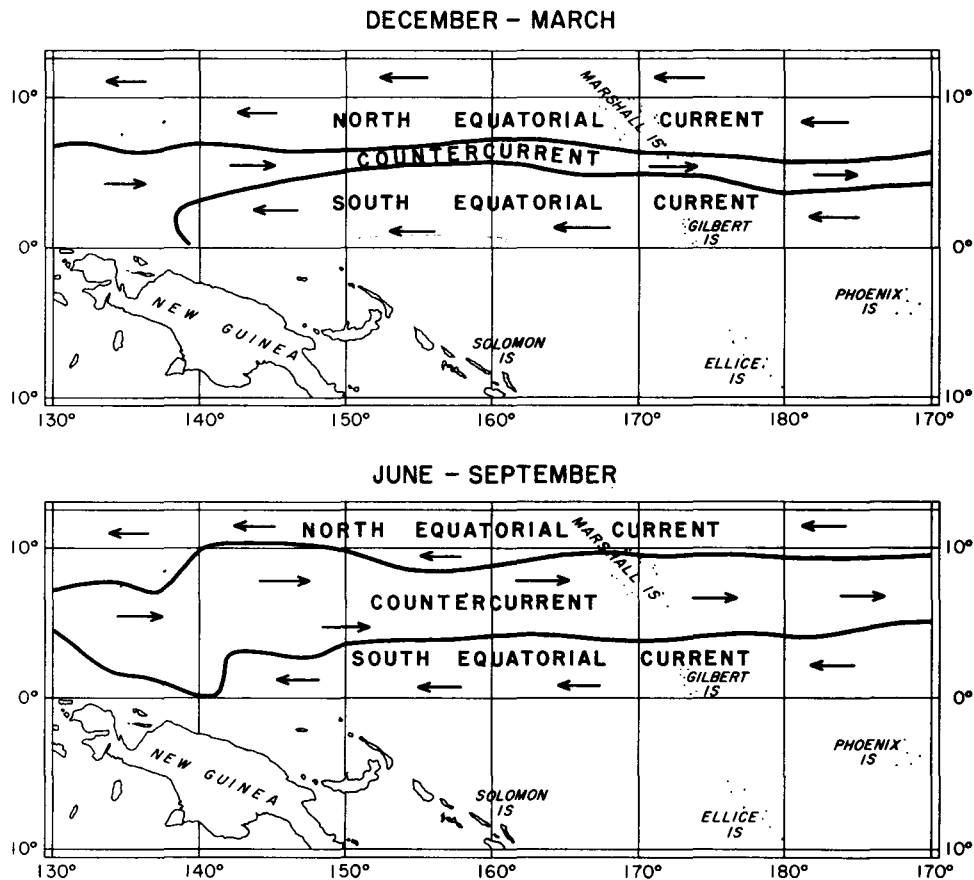 DECEMBER – MARCH
10°
10°
MARSHALL IS.
NORTH EQUATORIAL CURRENT
COUNTERCURRENT
SOUTH EQUATORIAL CURRENT
GILBERT
IS
0°
0°
NEW GUINEA
SOLOMON
IS
PHOENIX
IS
ELLICE
IS
10°
10°
130° 140° 150° 160° 170° 180° 170°
JUNE – SEPTEMBER
NORTH EQUATORIAL CURRENT
10°
10°
MARSHALL IS
COUNTERCURRENT
SOUTH EQUATORIAL CURRENT
GILBERT
IS
0°
0°
NEW GUINEA
SOLOMON
IS
PHOENIX
IS
ELLICE
IS
10°
10°
130° 140° 150° 160° 170° 180° 170°